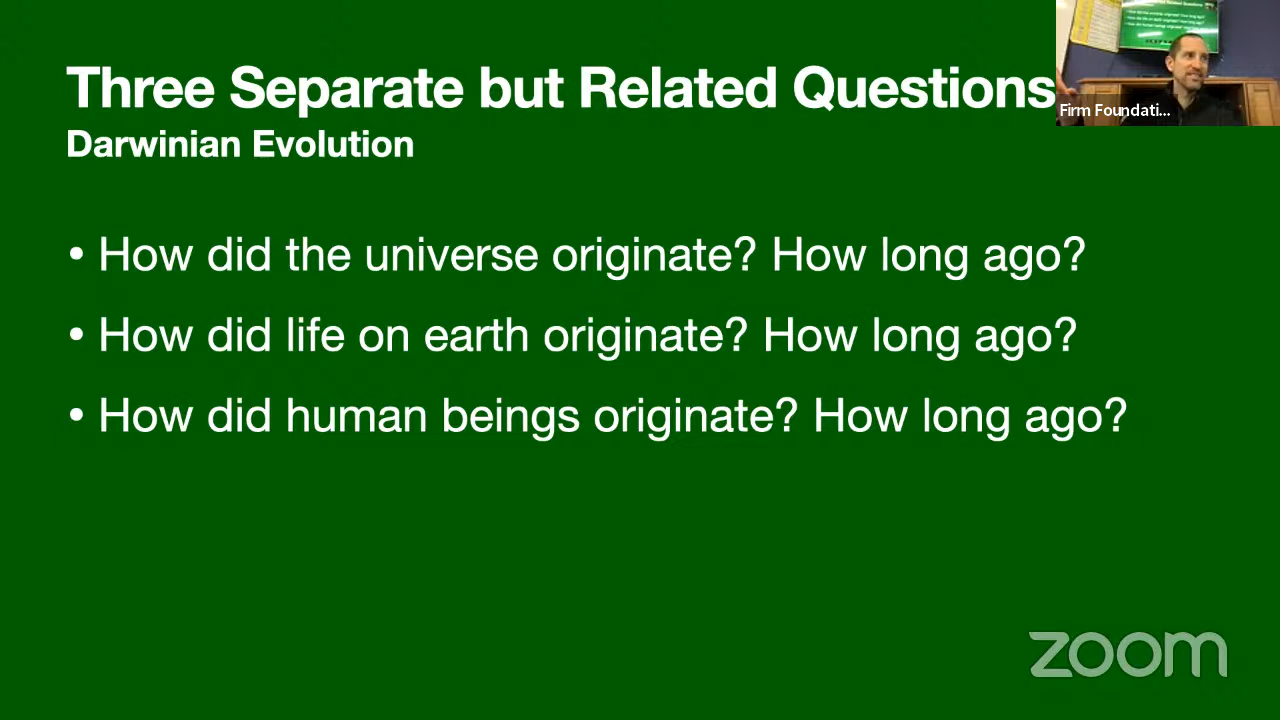 Three Separate but Related Questions
Darwinian Evolution
• How did the universe originate? How long ago?
• How did life on earth originate? How long ago?
• How did human beings originate? How long ago?
Firm Foundati...
zoom